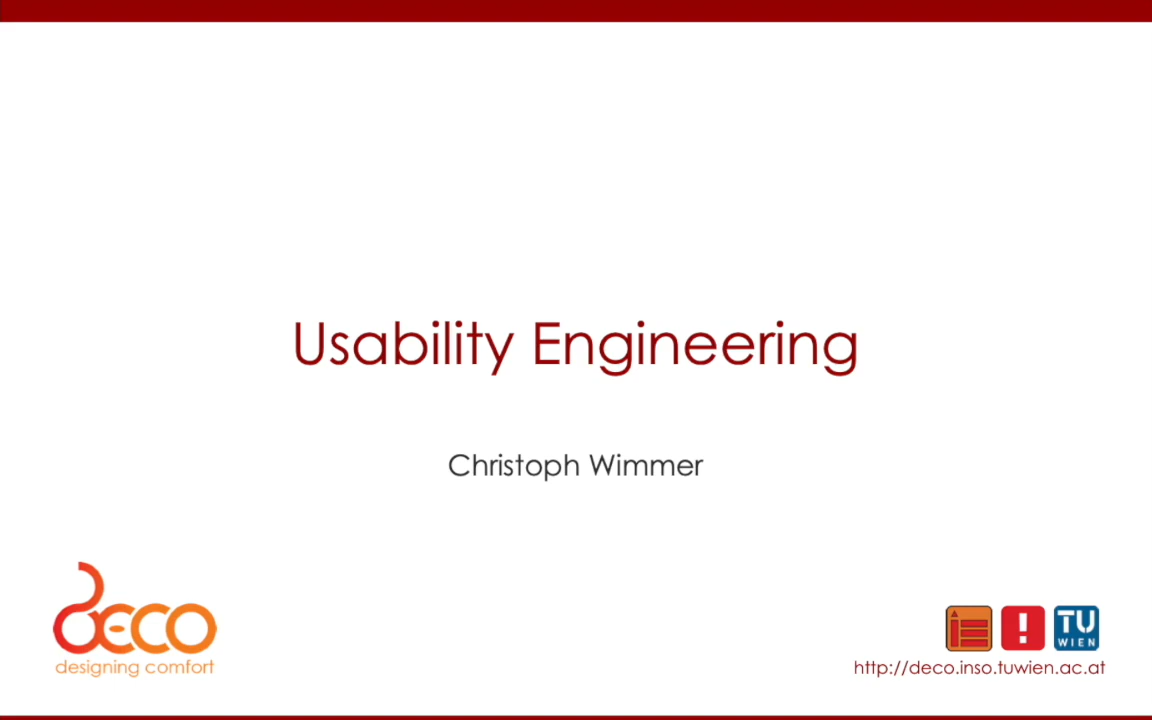 Usability Engineering
Christoph Wimmer
deco
designing comfort
!
TU
WIEN
http://deco.inso.tuwien.ac.at